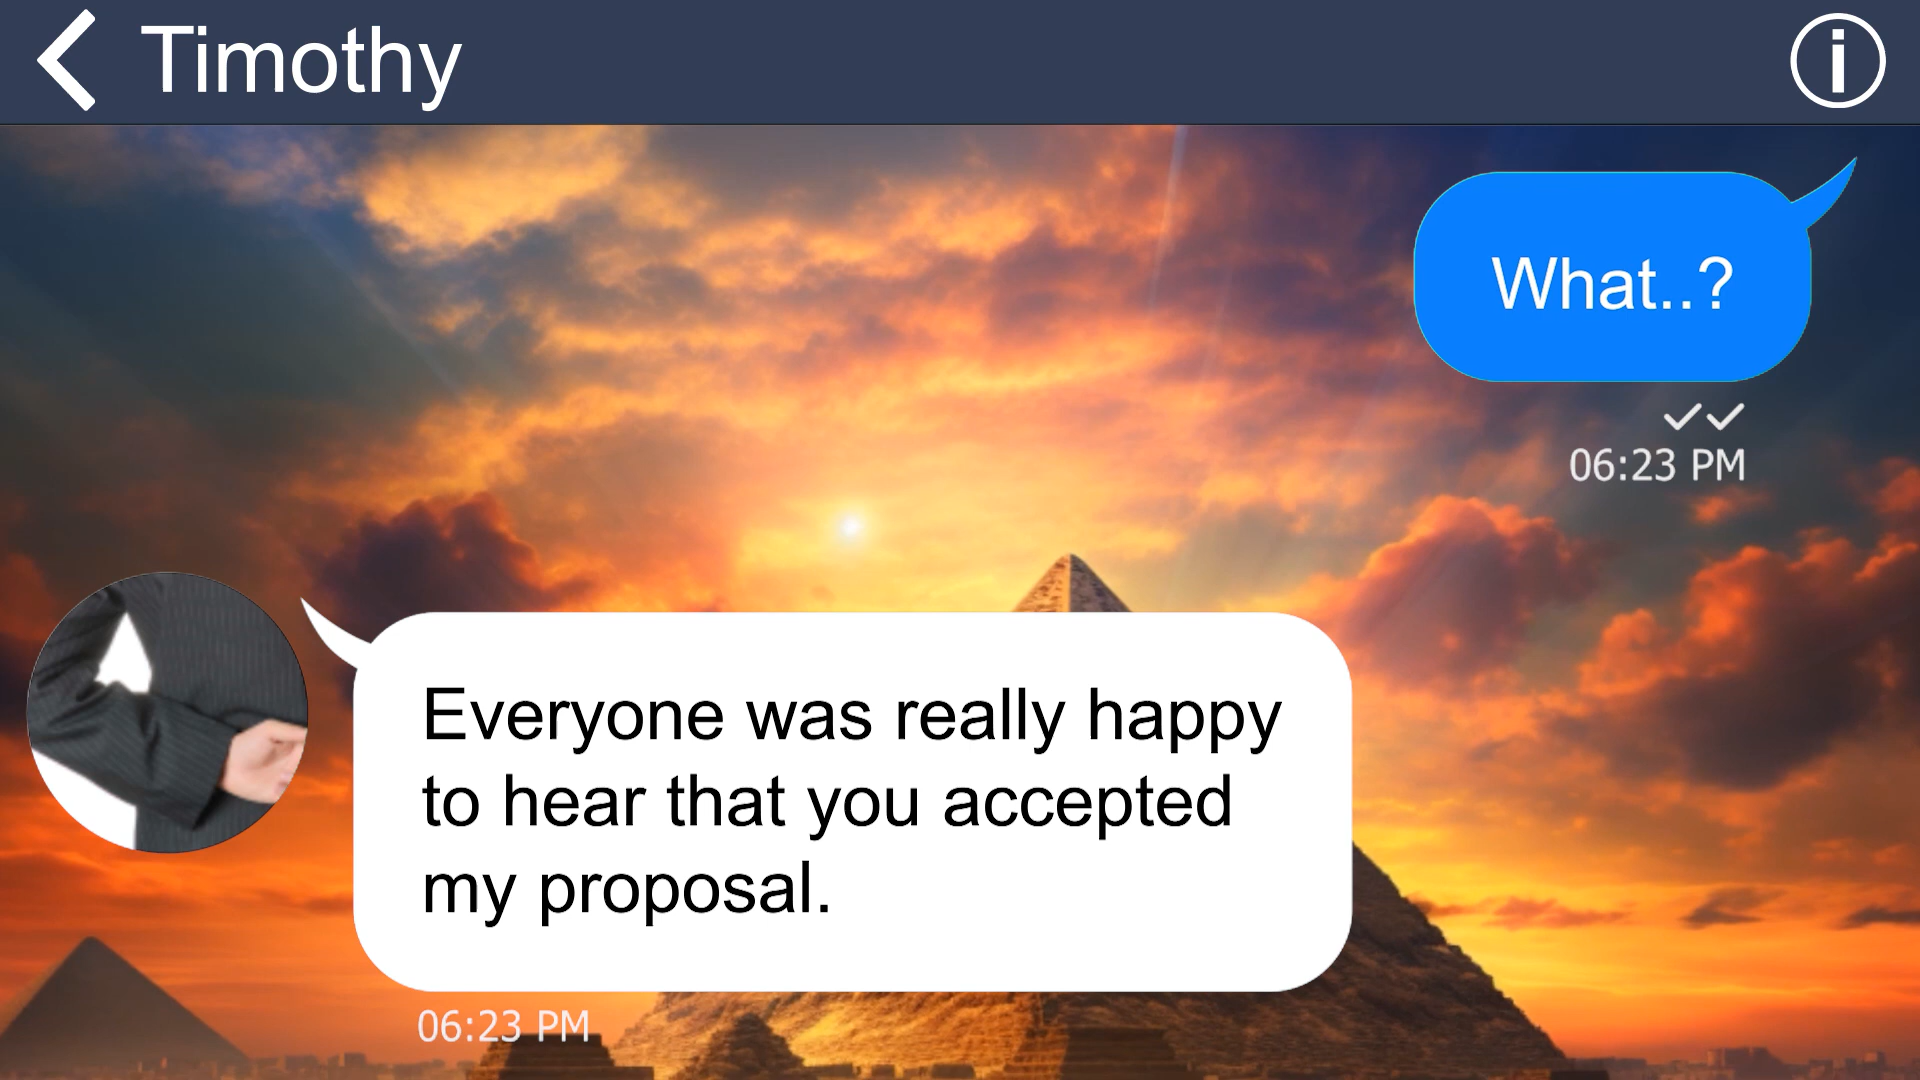 Timothy
What..?
06:23 PM
Everyone was really happy
to hear that you accepted
my proposal.
06:23 PM